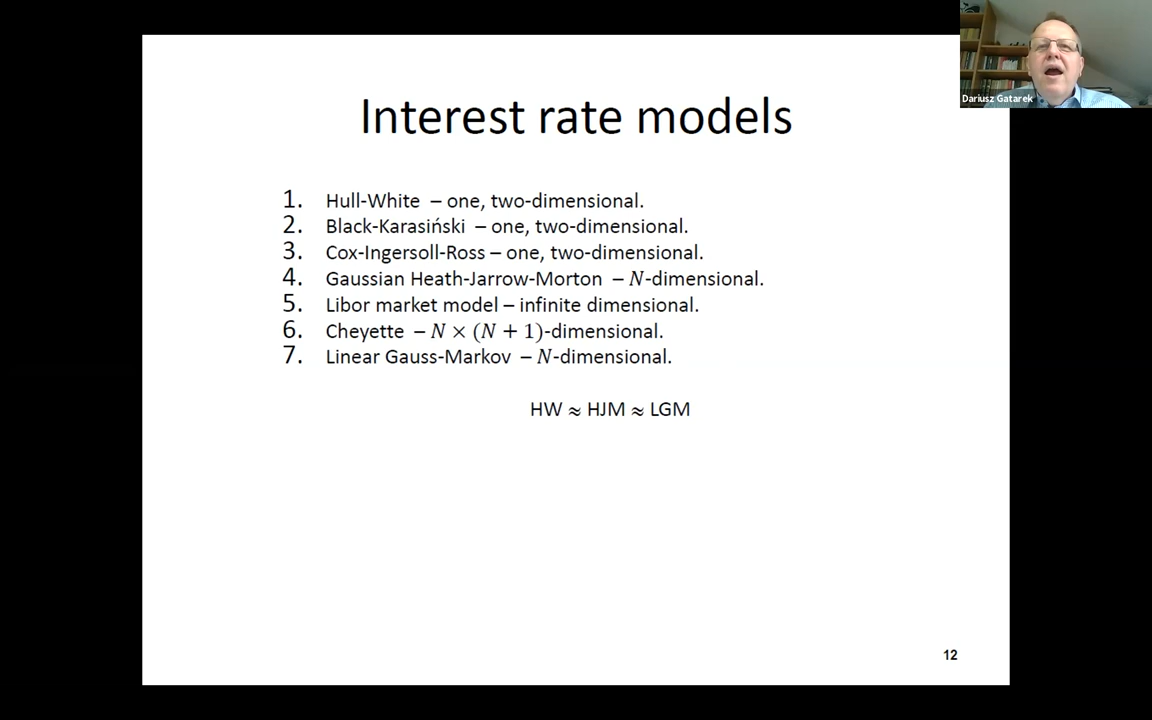 Dariusz Gatarek
Interest rate models
1. Hull-White – one, two-dimensional.
2. Black-Karasiński – one, two-dimensional.
3. Cox-Ingersoll-Ross – one, two-dimensional.
4. Gaussian Heath-Jarrow-Morton – N-dimensional.
5. Libor market model – infinite dimensional.
6. Cheyette – N × (N + 1)-dimensional.
7. Linear Gauss-Markov – N-dimensional.
HW ≈ HJM ≈ LGM
12